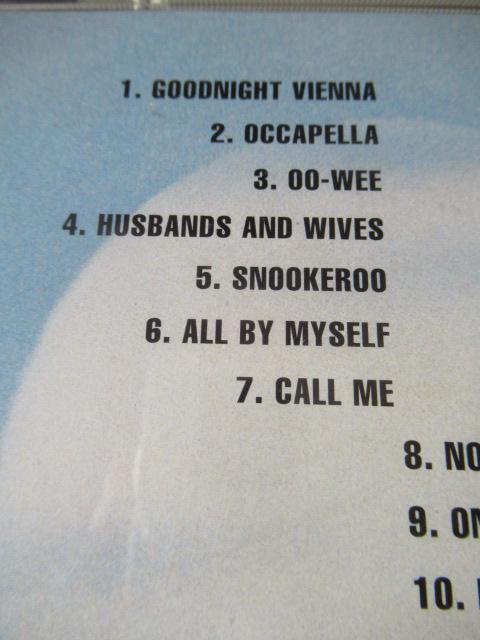 1. GOODNIGHT VIENNA
2. OCCAPELLA
3. OO-WEE
4. HUSBANDS AND WIVES
5. SNOOKEROO
6. ALL BY MYSELF
7. CALL ME
8. NO
9. ON
10.